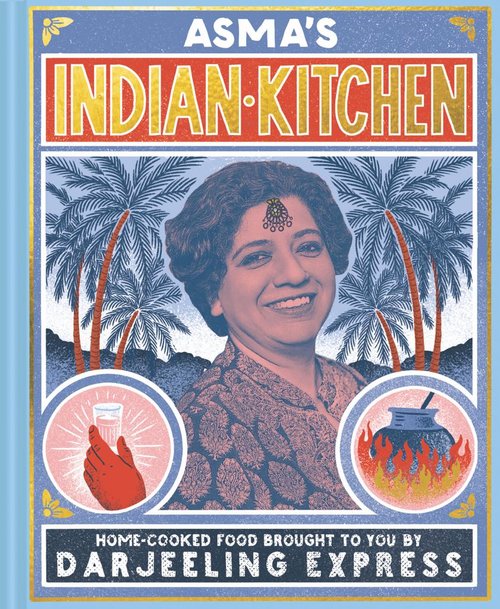 ASMA'S
INDIAN·KITCHEN
HOME-COOKED FOOD BROUGHT TO YOU BY
DARJEELING EXPRESS